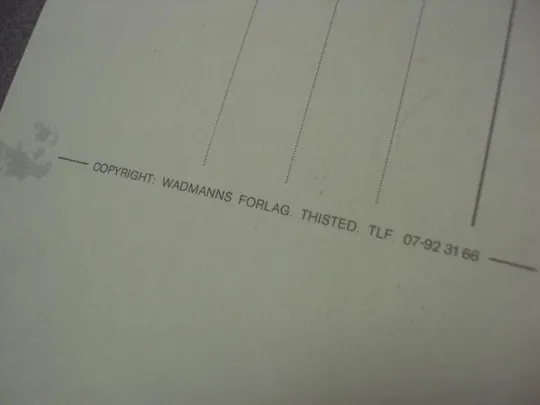 COPYRIGHT: WADMANNS FORLAG. THISTED. TLF. 07-92 31 66